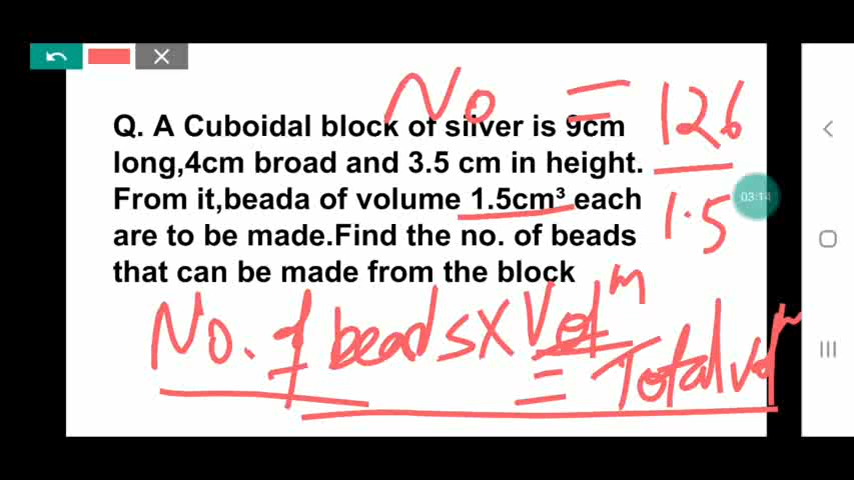 No = 126
1.5
Q. A Cuboidal block of silver is 9cm
long,4cm broad and 3.5 cm in height.
From it,beada of volume 1.5cm³ each
are to be made.Find the no. of beads
that can be made from the block
No. of beads X Volm
= Total volm
03:14